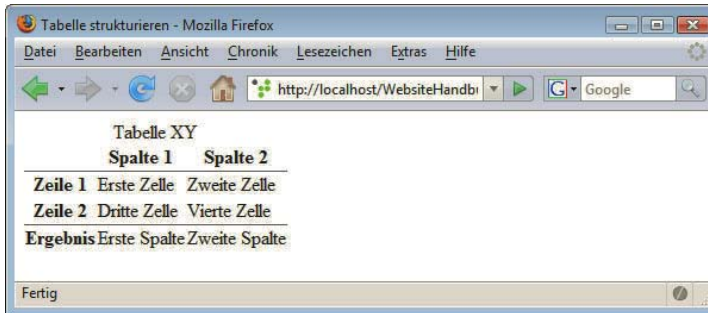 Tabelle strukturieren - Mozilla Firefox
Datei Bearbeiten Ansicht Chronik Lesezeichen Extras Hilfe
http://localhost/WebsiteHandbu G Google
Tabelle XY
Spalte 1 Spalte 2
Zeile 1 Erste Zelle Zweite Zelle
Zeile 2 Dritte Zelle Vierte Zelle
Ergebnis Erste Spalte Zweite Spalte
Fertig